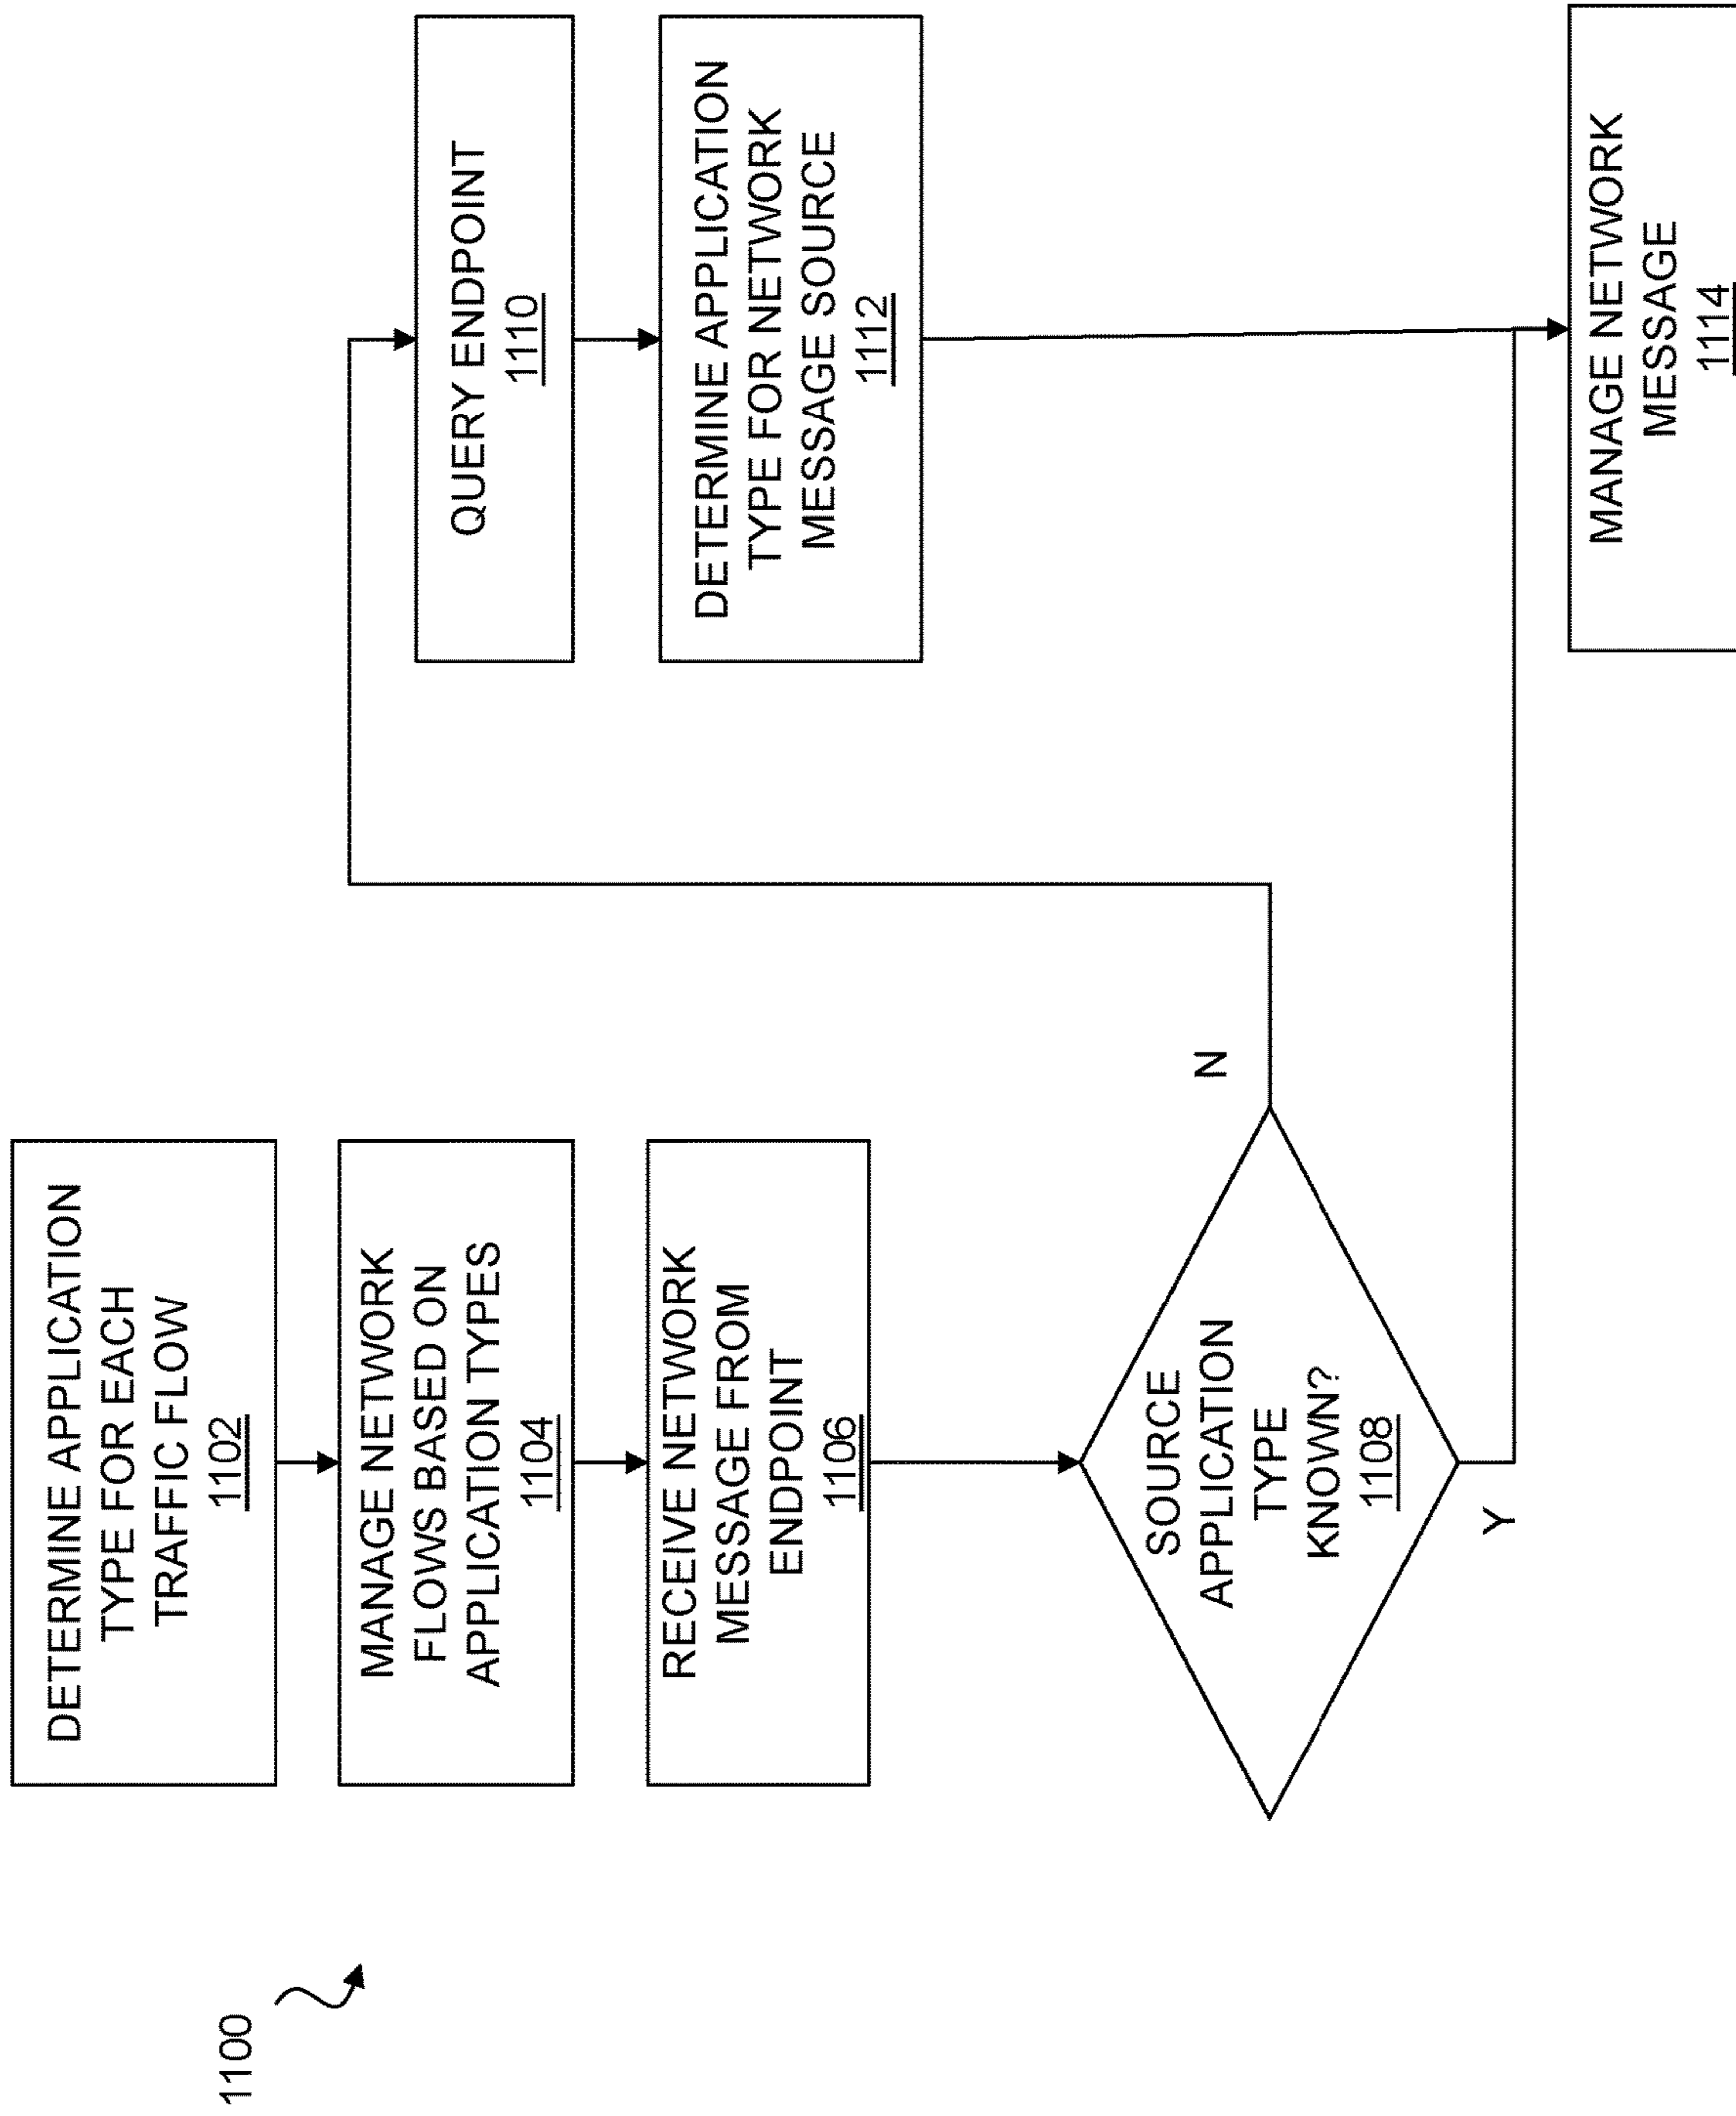 1100
DETERMINE APPLICATION
TYPE FOR EACH
TRAFFIC FLOW
1102
MANAGE NETWORK
FLOWS BASED ON
APPLICATION TYPES
1104
RECEIVE NETWORK
MESSAGE FROM
ENDPOINT
1106
SOURCE
APPLICATION
TYPE
KNOWN?
1108
N
Y
QUERY ENDPOINT
1110
DETERMINE APPLICATION
TYPE FOR NETWORK
MESSAGE SOURCE
1112
MANAGE NETWORK
MESSAGE
1114